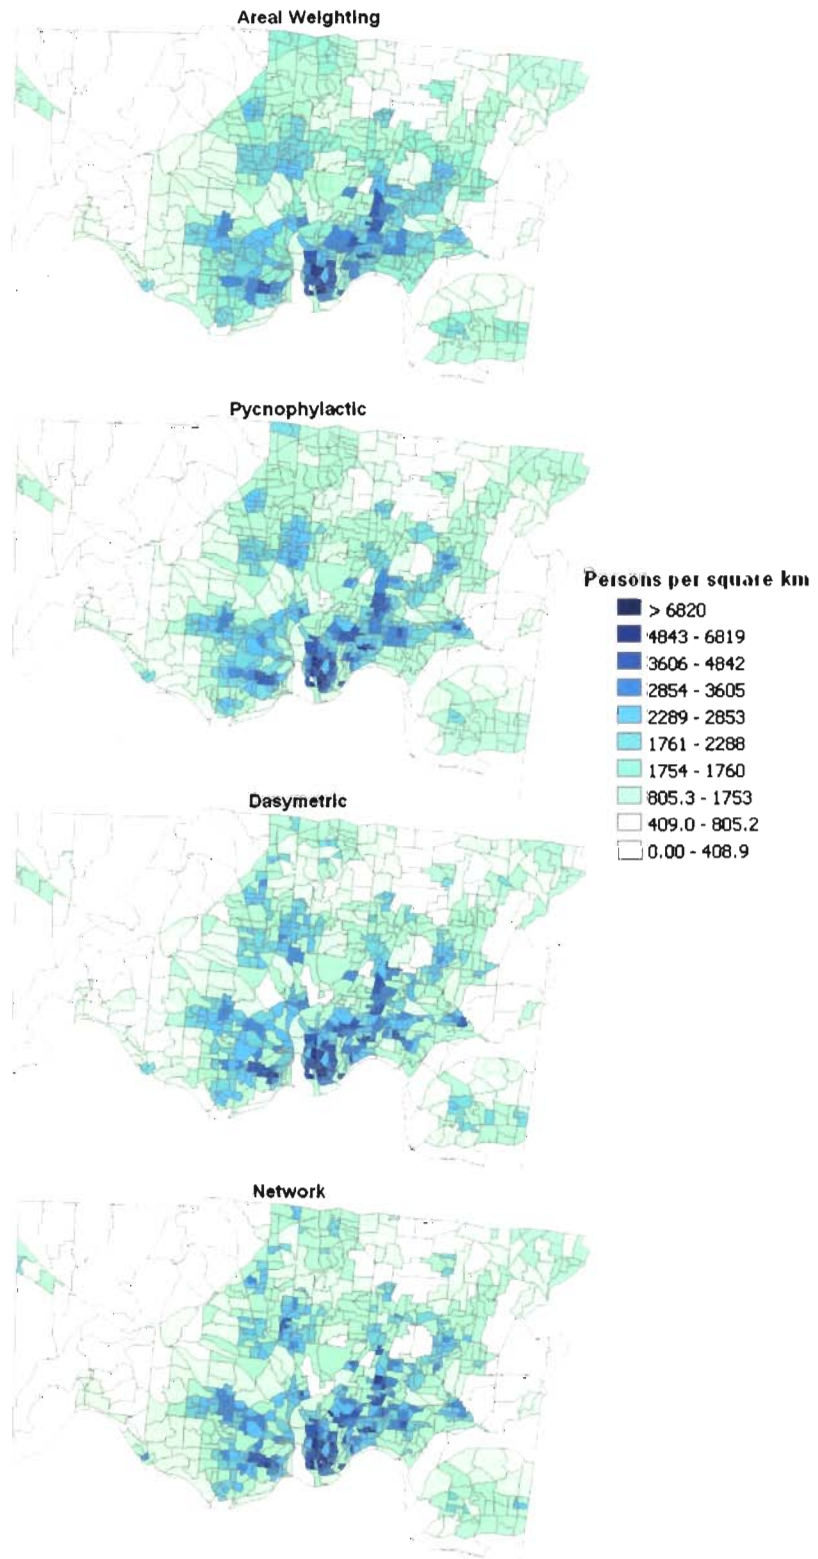 Areal Weighting
Pycnophylactic
Persons per square km
> 6820
4843 - 6819
3606 - 4842
2854 - 3605
2289 - 2853
1761 - 2288
1754 - 1760
805.3 - 1753
409.0 - 805.2
0.00 - 408.9
Dasymetric
Network